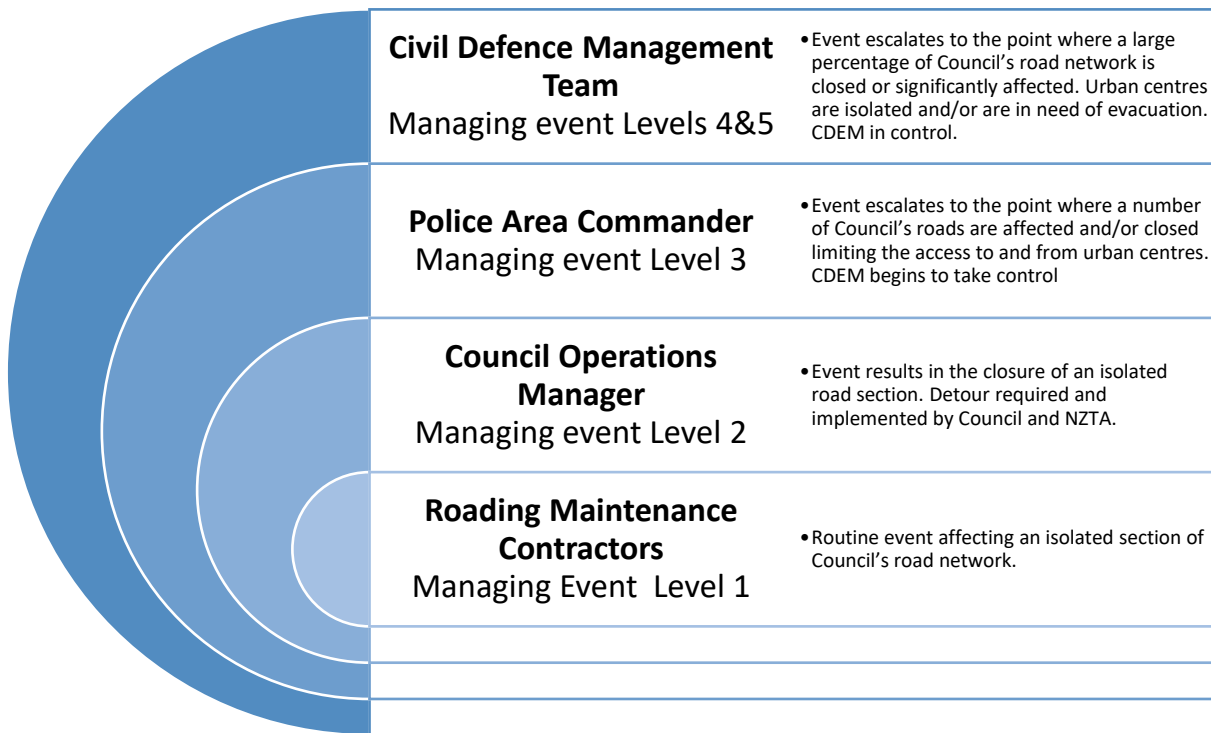 Civil Defence Management
Team
Managing event Levels 4&5
•Event escalates to the point where a large
percentage of Council's road network is
closed or significantly affected. Urban centres
are isolated and/or are in need of evacuation.
CDEM in control.
Police Area Commander
Managing event Level 3
•Event escalates to the point where a number
of Council's roads are affected and/or closed
limiting the access to and from urban centres.
CDEM begins to take control
Council Operations
Manager
Managing event Level 2
•Event results in the closure of an isolated
road section. Detour required and
implemented by Council and NZTA.
Roading Maintenance
Contractors
Managing Event  Level 1
•Routine event affecting an isolated section of
Council's road network.